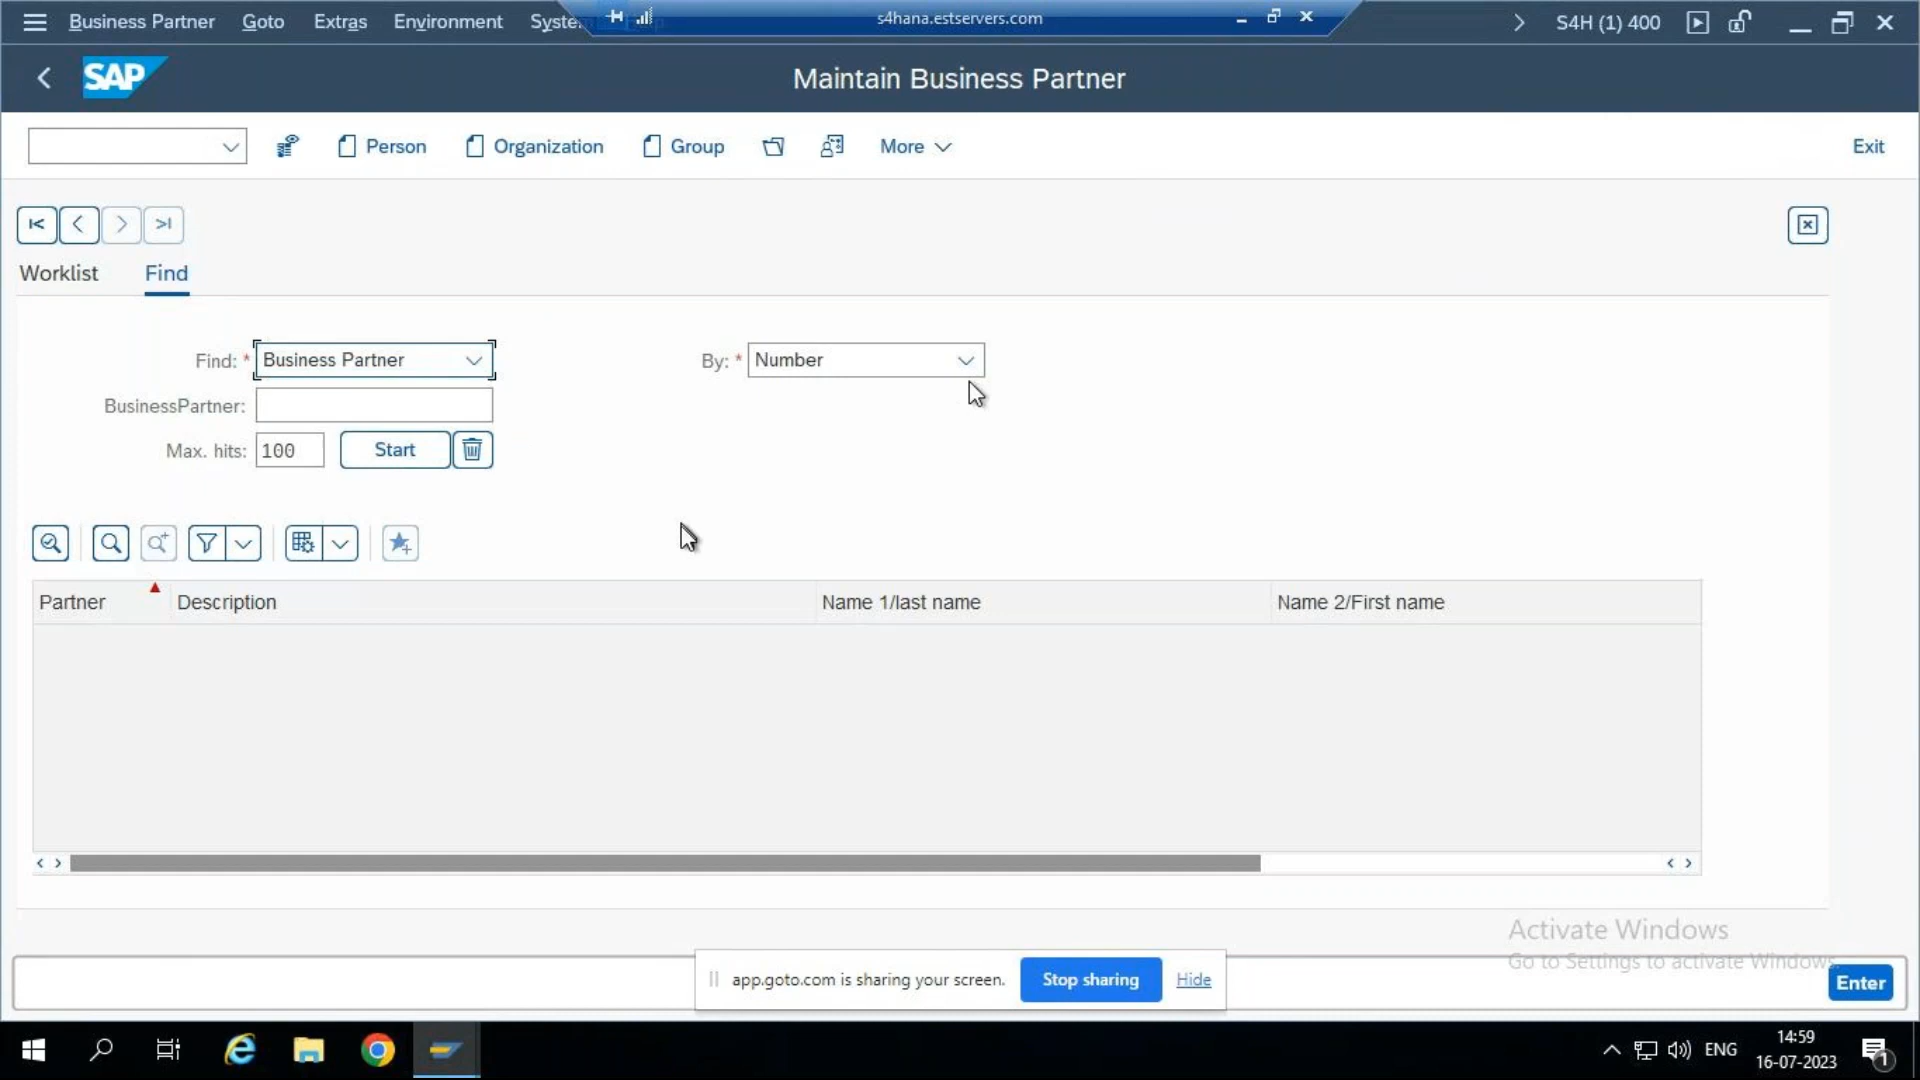 Business Partner Goto Extras Environment
s4hana.estservers.com
S4H (1) 400
SAP
Maintain Business Partner
Person Organization Group More Exit
Worklist Find
Find: * Business Partner By: * Number
BusinessPartner:
Max. hits: 100 Start
Partner Description Name 1/last name Name 2/First name
Activate Windows
Go to Settings to activate Windows.
app.goto.com is sharing your screen. Stop sharing Hide
Enter
ENG
14:59
16-07-2023
1